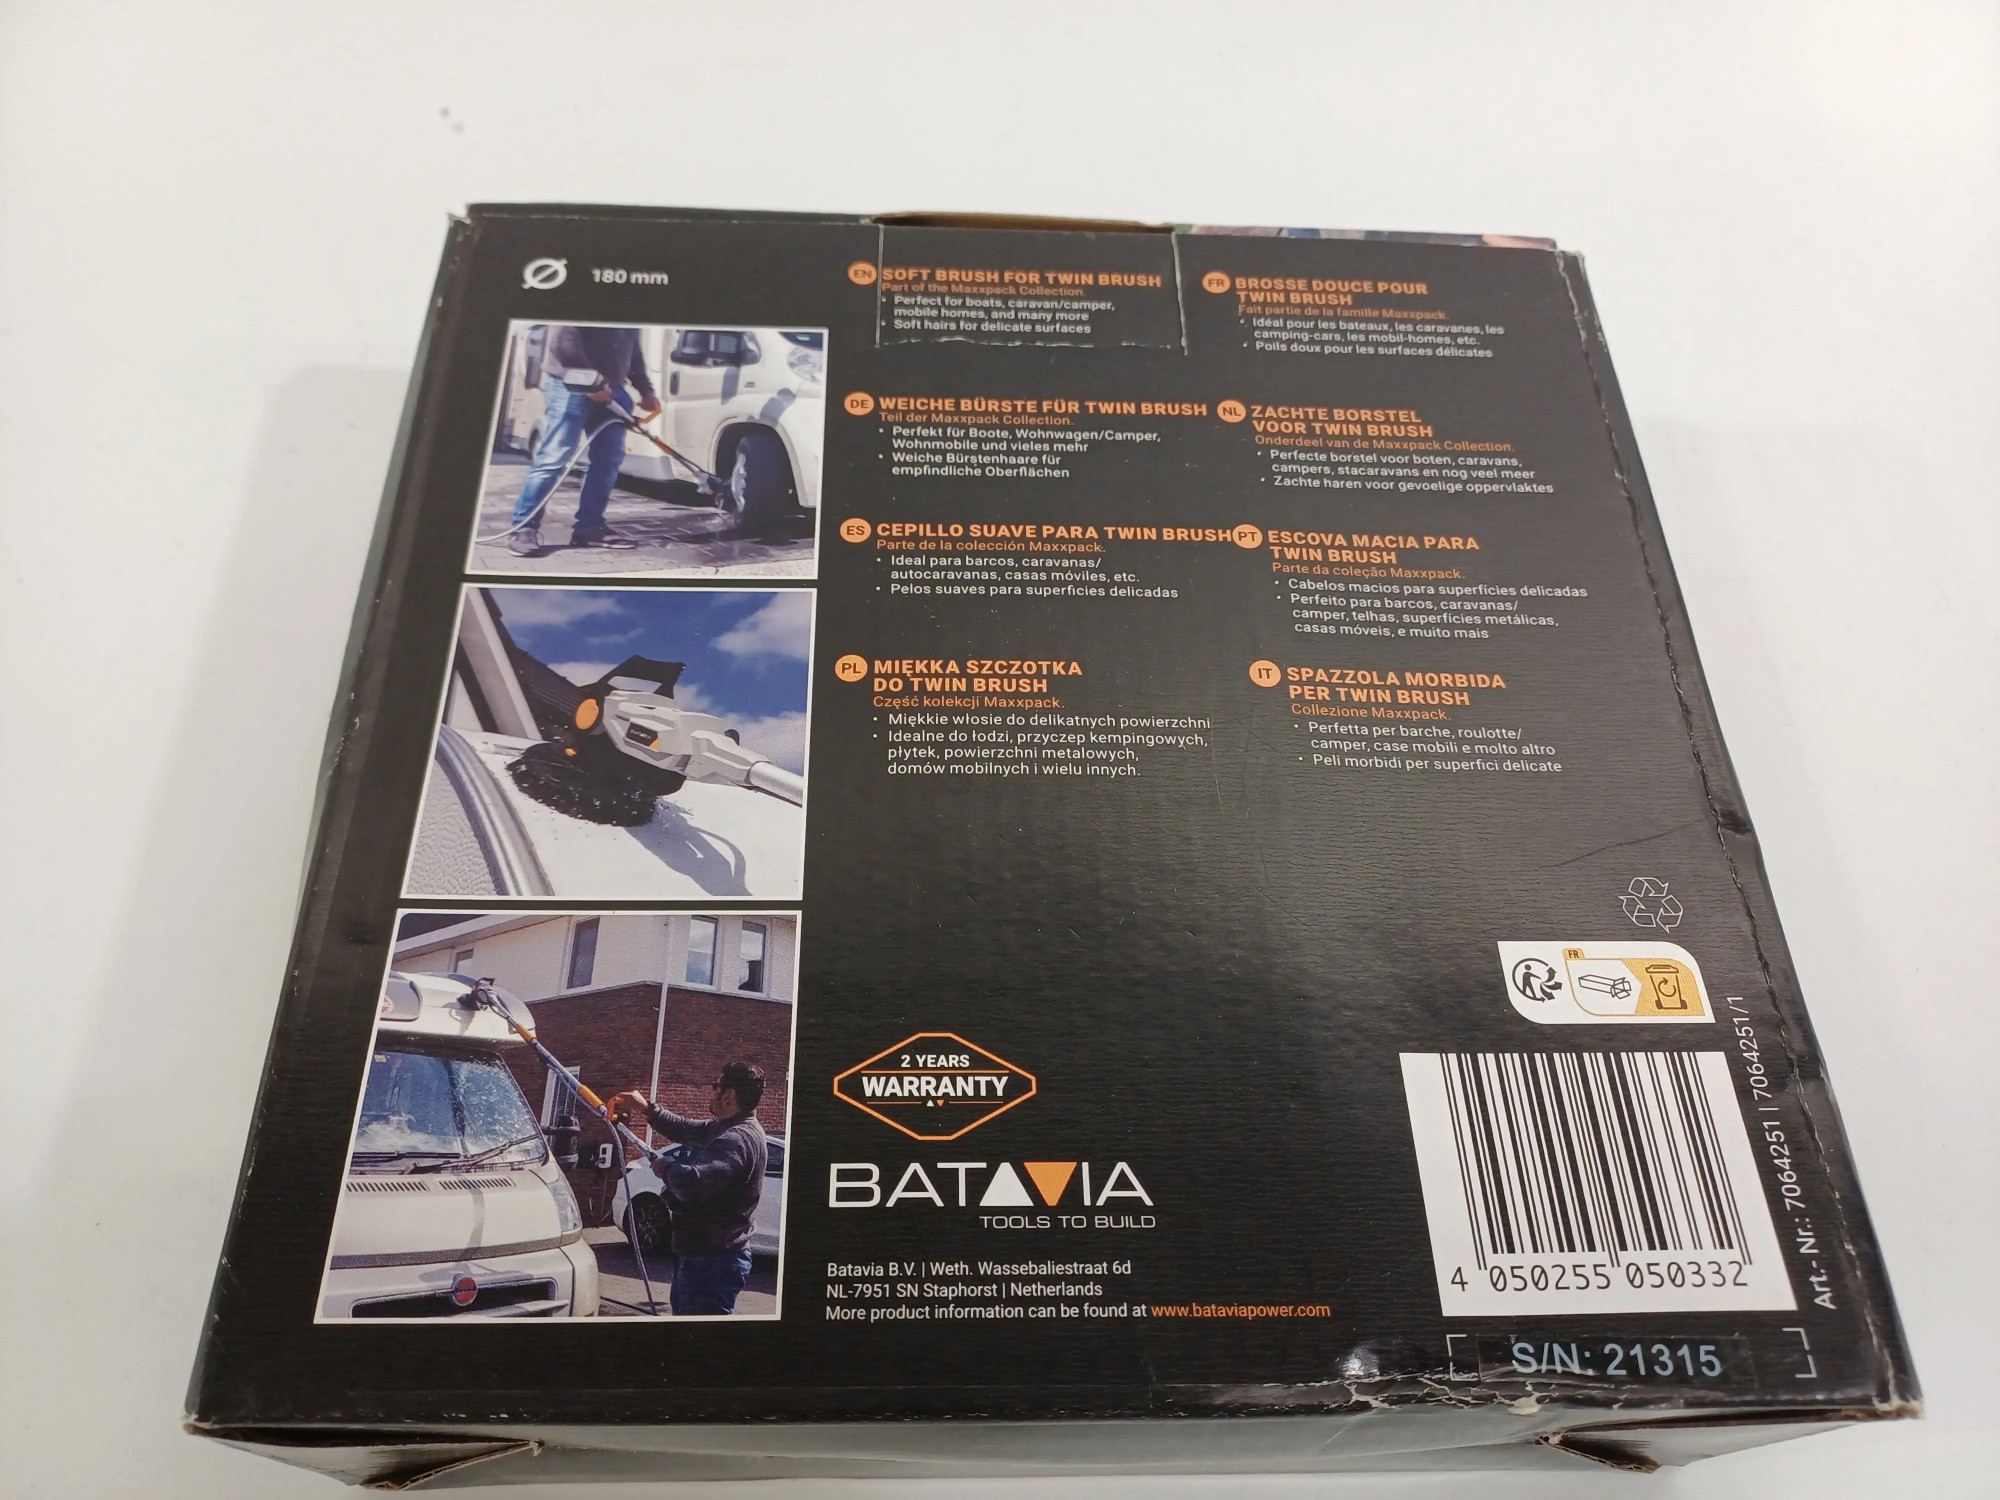 180 mm
EN SOFT BRUSH FOR TWIN BRUSH
Part of the Maxxpack Collection.
• Perfect for boats, caravan/camper,
mobile homes, and many more
• Soft hairs for delicate surfaces
FR BROSSE DOUCE POUR
TWIN BRUSH
Fait partie de la famille Maxxpack.
• Idéal pour les bateaux, les caravanes, les
camping-cars, les mobil-homes, etc.
• Poils doux pour les surfaces délicates
DE WEICHE BÜRSTE FÜR TWIN BRUSH
Teil der Maxxpack Collection.
• Perfekt für Boote, Wohnwagen/Camper,
Wohnmobile und vieles mehr
• Weiche Bürstenhaare für
empfindliche Oberflächen
NL ZACHTE BORSTEL
VOOR TWIN BRUSH
Onderdeel van de Maxxpack Collection.
• Perfecte borstel voor boten, caravans,
campers, stacaravans en nog veel meer
• Zachte haren voor gevoelige oppervlaktes
ES CEPILLO SUAVE PARA TWIN BRUSH
Parte de la colección Maxxpack.
• Ideal para barcos, caravanas/
autocaravanas, casas móviles, etc.
• Pelos suaves para superficies delicadas
PT ESCOVA MACIA PARA
TWIN BRUSH
Parte da coleção Maxxpack.
• Cabelos macios para superfícies delicadas
• Perfeito para barcos, caravanas/
camper, telhas, superfícies metálicas,
casas móveis, e muito mais
PL MIĘKKA SZCZOTKA
DO TWIN BRUSH
Część kolekcji Maxxpack.
• Miękkie włosie do delikatnych powierzchni
• Idealne do łodzi, przyczep kempingowych,
płytek, powierzchni metalowych,
domów mobilnych i wielu innych.
IT SPAZZOLA MORBIDA
PER TWIN BRUSH
Collezione Maxxpack.
• Perfetta per barche, roulotte/
camper, case mobili e molto altro
• Peli morbidi per superfici delicate
FR
9
2 YEARS
WARRANTY
BATAVIA
TOOLS TO BUILD
Batavia B.V. | Weth. Wassebaliestraat 6d
NL-7951 SN Staphorst | Netherlands
More product information can be found at www.bataviapower.com
4 050255 050332
Art.- Nr.: 7064251 | 7064251/1
S/N: 21315